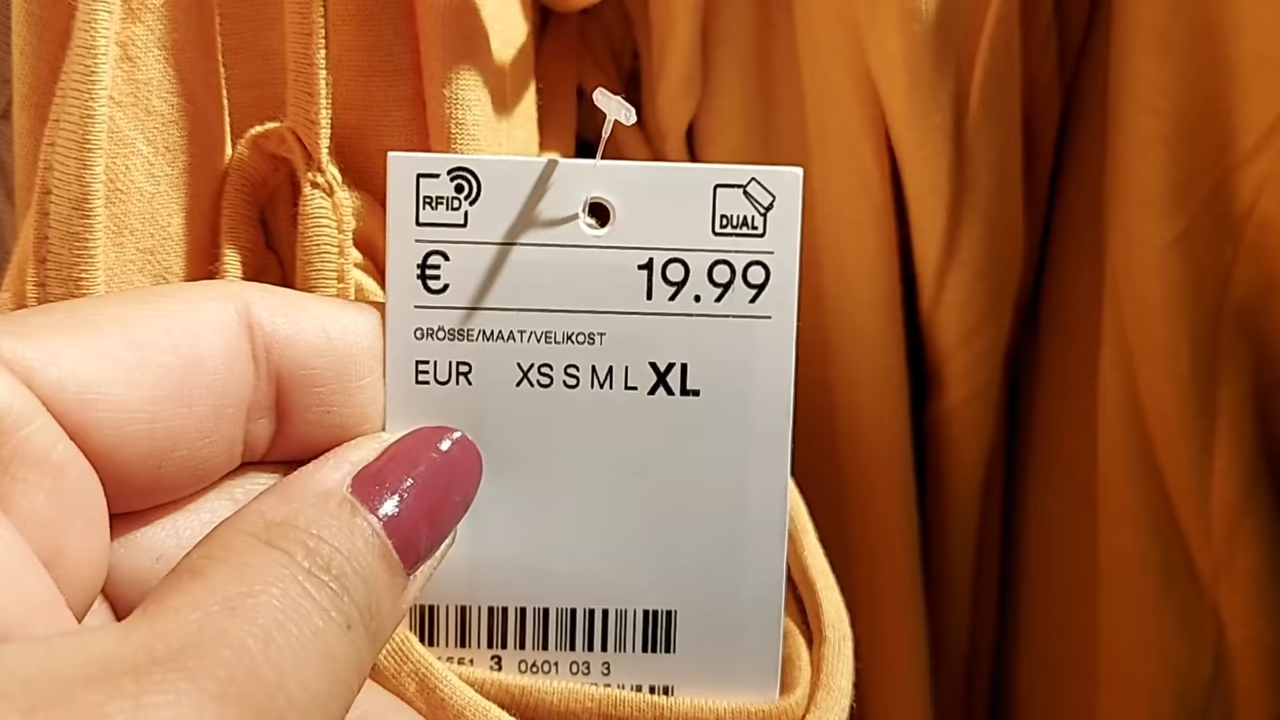 RFID
DUAL
€ 19.99
GRÖSSE/MAAT/VELIKOST
EUR XS S M L XL
3 0601 03 3